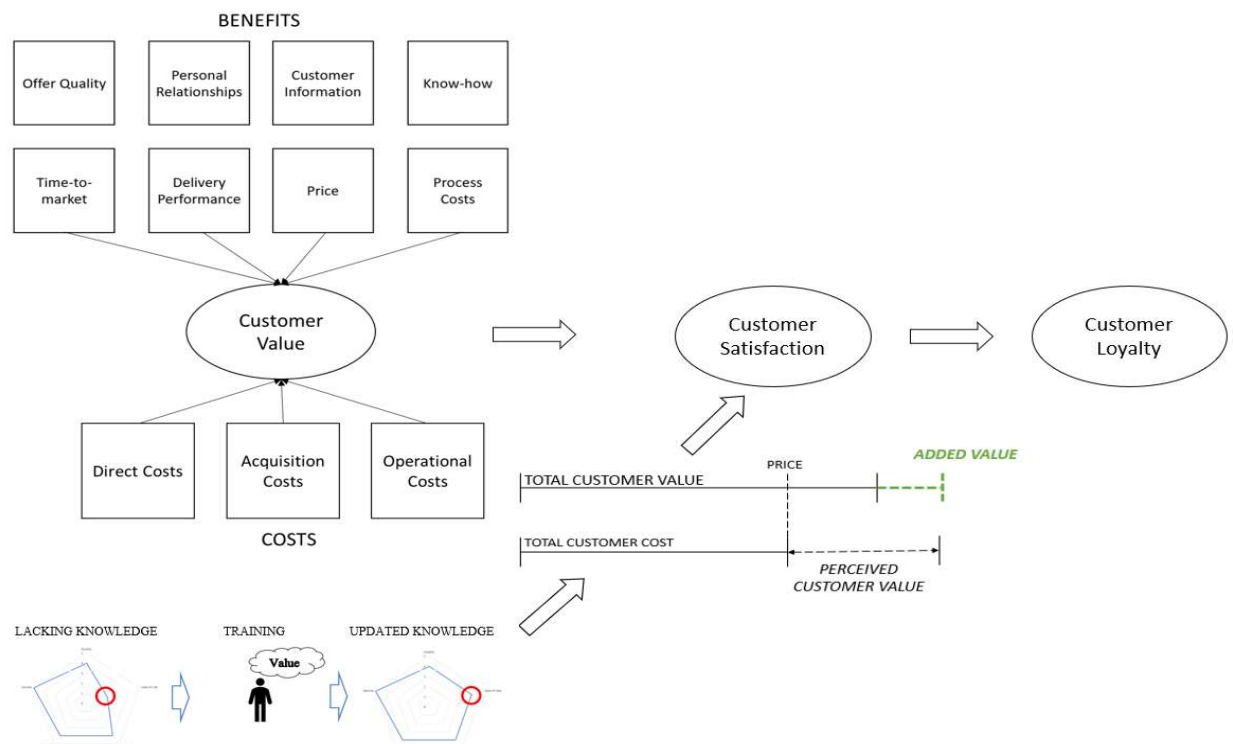 BENEFITS
Offer Quality
Personal
Relationships
Customer
Information
Know-how
Time-to-
market
Delivery
Performance
Price
Process
Costs
Customer
Value
Customer
Satisfaction
Customer
Loyalty
Direct Costs
Acquisition
Costs
Operational
Costs
COSTS
PRICE
ADDED VALUE
TOTAL CUSTOMER VALUE
TOTAL CUSTOMER COST
PERCEIVED
CUSTOMER VALUE
LACKING KNOWLEDGE
TRAINING
UPDATED KNOWLEDGE
Value